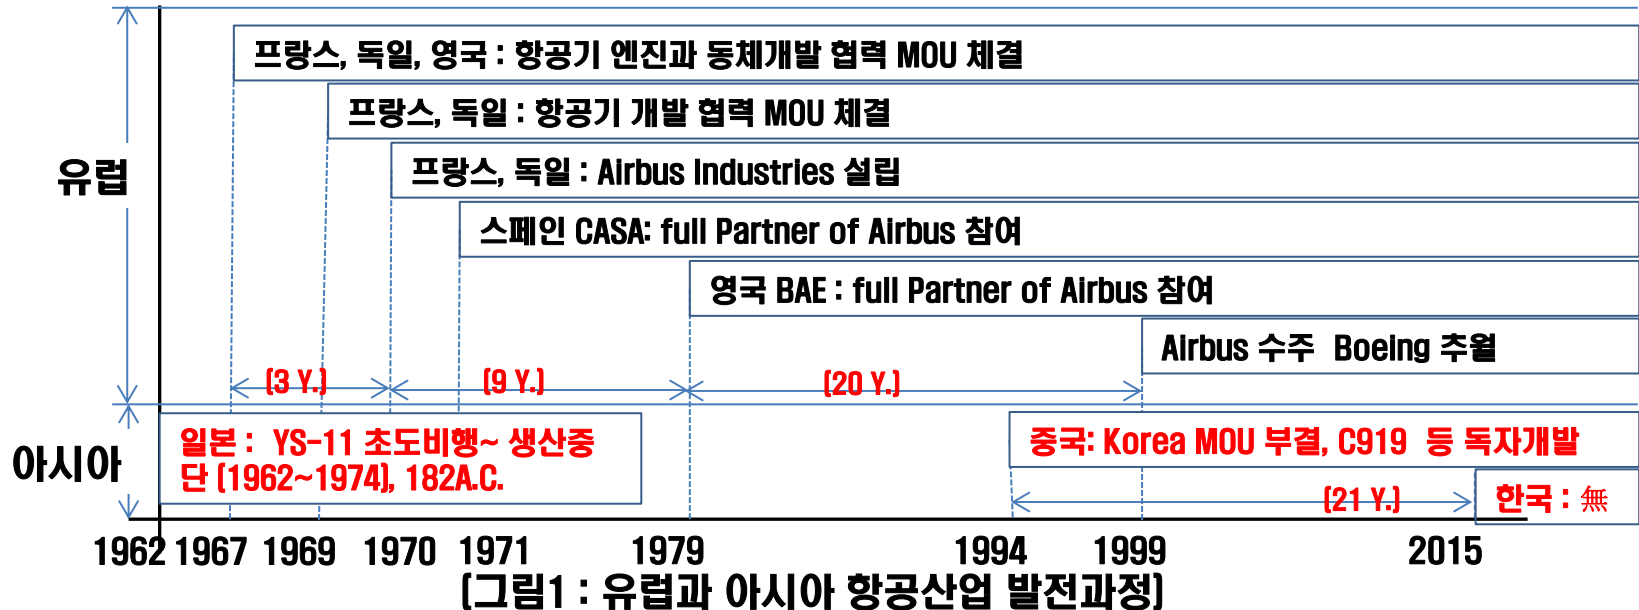 프랑스, 독일, 영국 : 항공기 엔진과 동체개발 협력 MOU 체결
프랑스, 독일 : 항공기 개발 협력 MOU 체결
유럽
프랑스, 독일 : Airbus Industries 설립
스페인 CASA: full Partner of Airbus 참여
영국 BAE : full Partner of Airbus 참여
Airbus 수주 Boeing 추월
(3 Y.) (9 Y.) (20 Y.)
아시아
일본 : YS-11 초도비행~ 생산중
단 (1962~1974), 182A.C.
중국: Korea MOU 부결, C919 등 독자개발
(21 Y.)
한국 : 無
1962 1967 1969 1970 1971 1979 1994 1999 2015
(그림1 : 유럽과 아시아 항공산업 발전과정)